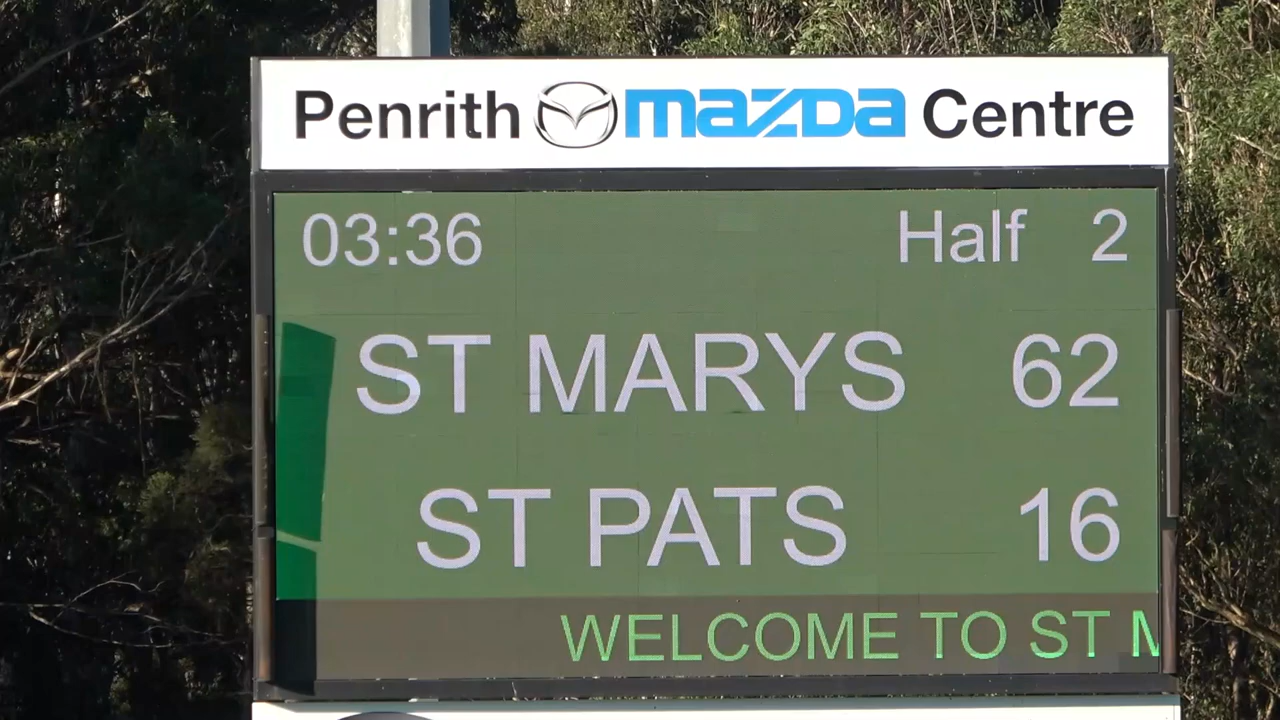 Penrith mazda Centre
03:36 Half 2
ST MARYS 62
ST PATS 16
WELCOME TO ST